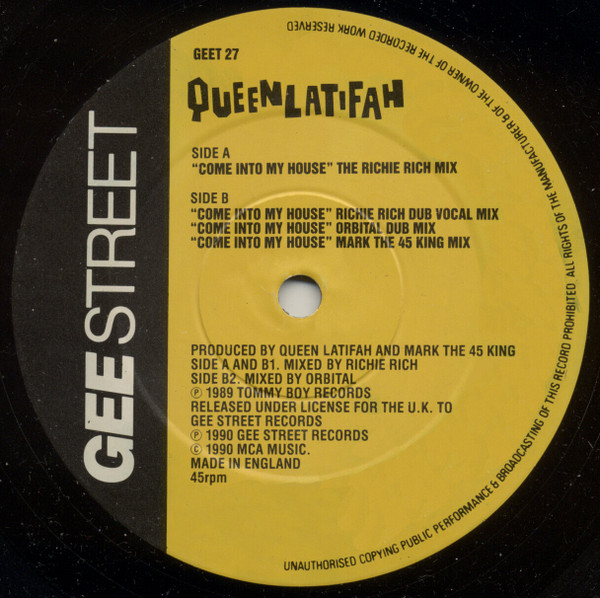 GEET 27
QUEEN LATIFAH
SIDE A
“COME INTO MY HOUSE” THE RICHIE RICH MIX
SIDE B
“COME INTO MY HOUSE” RICHIE RICH DUB VOCAL MIX
“COME INTO MY HOUSE” ORBITAL DUB MIX
“COME INTO MY HOUSE” MARK THE 45 KING MIX
PRODUCED BY QUEEN LATIFAH AND MARK THE 45 KING
SIDE A AND B1. MIXED BY RICHIE RICH
SIDE B2. MIXED BY ORBITAL
Ⓟ 1989 TOMMY BOY RECORDS
RELEASED UNDER LICENSE FOR THE U.K. TO
GEE STREET RECORDS
Ⓟ 1990 GEE STREET RECORDS
© 1990 MCA MUSIC.
MADE IN ENGLAND
45rpm
GEE STREET
UNAUTHORISED COPYING PUBLIC PERFORMANCE & BROADCASTING OF THIS RECORD PROHIBITED. ALL RIGHTS OF THE MANUFACTURER & OF THE OWNER OF THE RECORDED WORK RESERVED